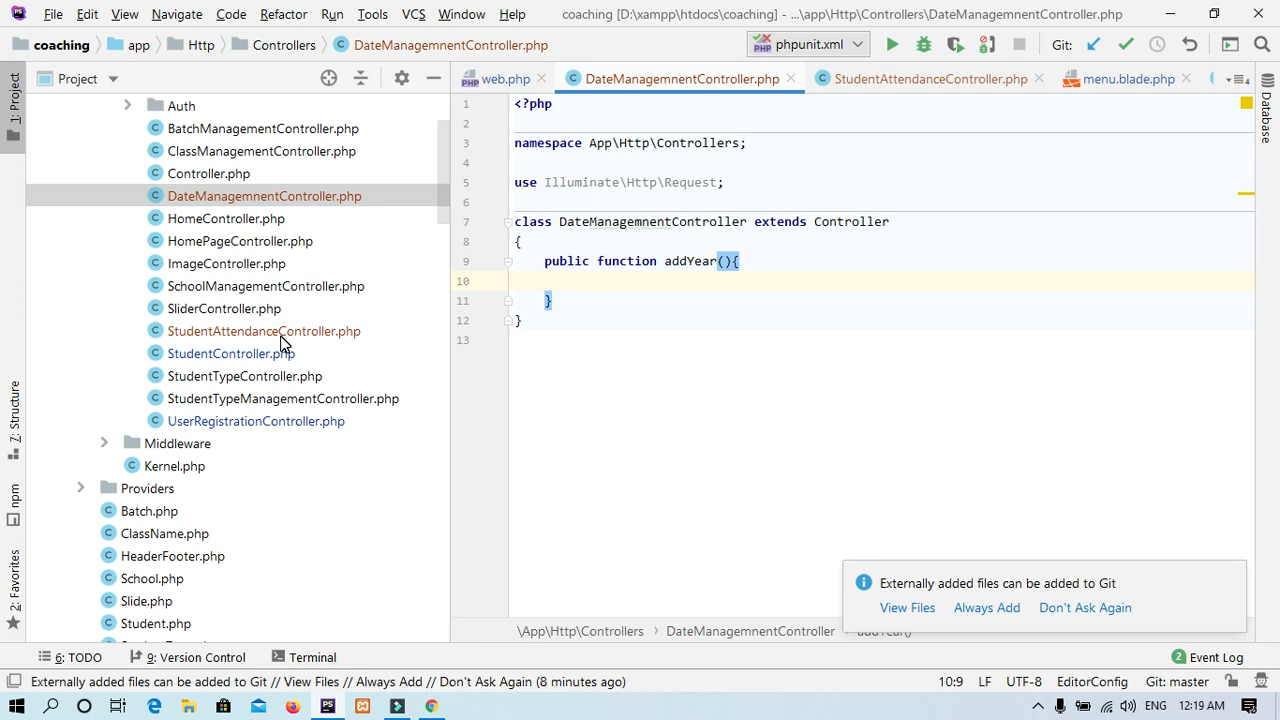 File Edit View Navigate Code Refactor Run Tools VCS Window Help coaching [D:\xampp\htdocs\coaching] - ...\app\Http\Controllers\DateManagemnentController.php
coaching app Http Controllers DateManagemnentController.php phpunit.xml Git:
Project web.php DateManagemnentController.php StudentAttendanceController.php menu.blade.php
1: Project
Z: Structure
npm
2: Favorites
Database
Auth
BatchManagementController.php
ClassManagementController.php
Controller.php
DateManagemnentController.php
HomeController.php
HomePageController.php
ImageController.php
SchoolManagementController.php
SliderController.php
StudentAttendanceController.php
StudentController.php
StudentTypeController.php
StudentTypeManagementController.php
UserRegistrationController.php
Middleware
Kernel.php
Providers
Batch.php
ClassName.php
HeaderFooter.php
School.php
Slide.php
Student.php
1 <?php
2
3 namespace App\Http\Controllers;
4
5 use Illuminate\Http\Request;
6
7 class DateManagemnentController extends Controller
8 {
9 public function addYear(){
10
11 }
12 }
13
Externally added files can be added to Git
View Files Always Add Don't Ask Again
\App\Http\Controllers DateManagemnentController addYear()
6: TODO 9: Version Control Terminal 2 Event Log
Externally added files can be added to Git // View Files // Always Add // Don't Ask Again (8 minutes ago) 10:9 LF UTF-8 EditorConfig Git: master
12:19 AM